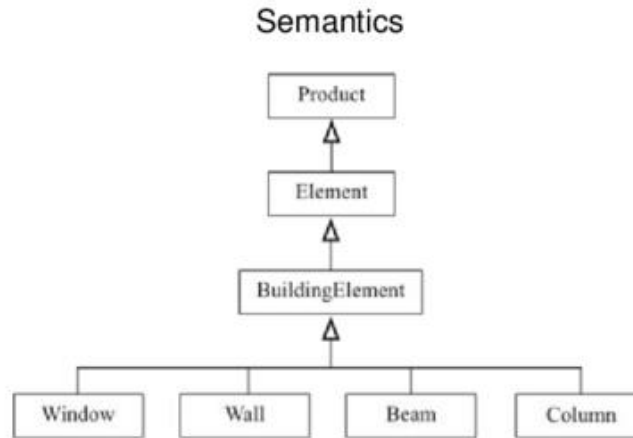 Semantics
Product
Element
BuildingElement
Window Wall Beam Column